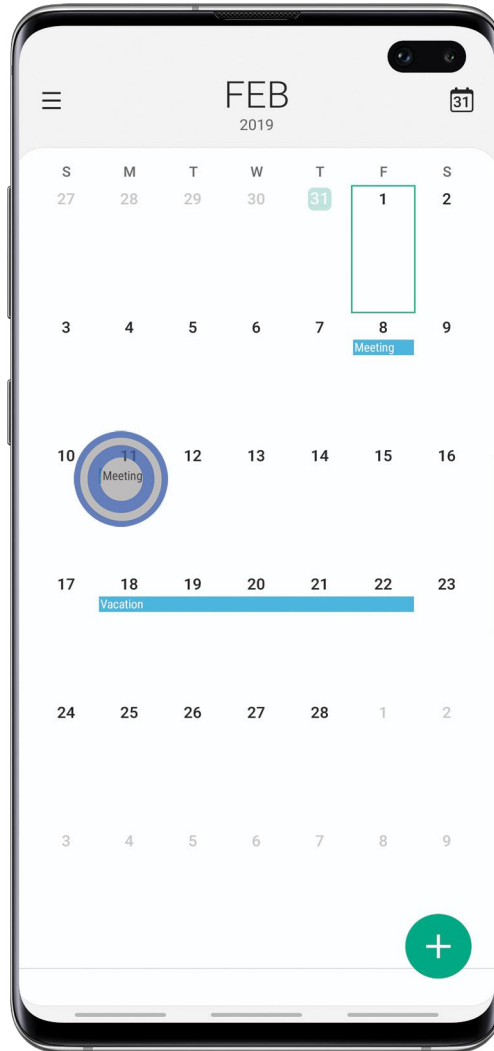 FEB
31
2019
S M T W T F S
27 28 29 30 31 1 2
3 4 5 6 7 8 9
Meeting
10 11 12 13 14 15 16
Meeting
17 18 19 20 21 22 23
Vacation
24 25 26 27 28 1 2
3 4 5 6 7 8 9
+